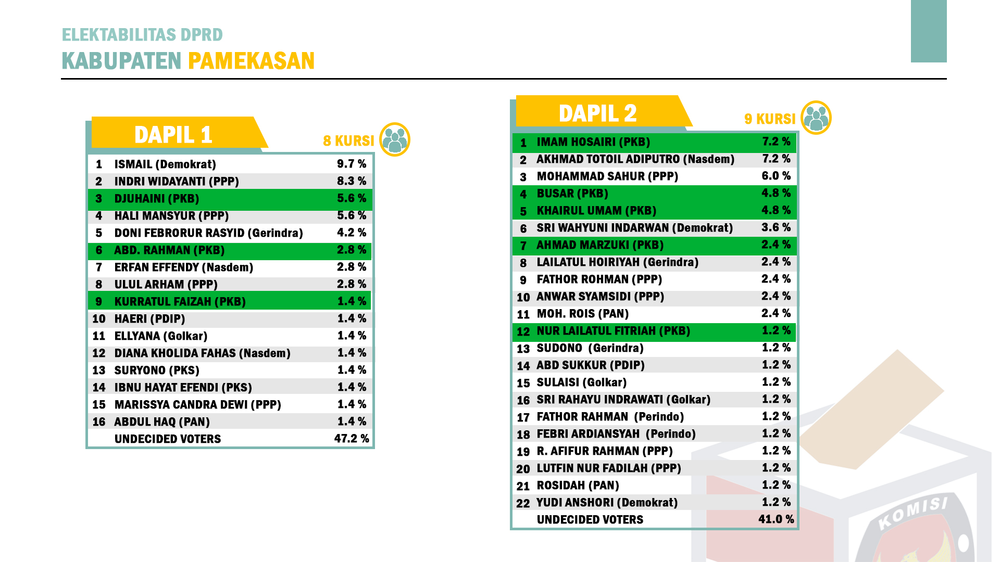 ELEKTABILITAS DPRD
KABUPATEN PAMEKASAN
DAPIL 1
8 KURSI
1 ISMAIL (Demokrat) 9.7 %
2 INDRI WIDAYANTI (PPP) 8.3 %
3 DJUHAINI (PKB) 5.6 %
4 HALI MANSYUR (PPP) 5.6 %
5 DONI FEBRORUR RASYID (Gerindra) 4.2 %
6 ABD. RAHMAN (PKB) 2.8 %
7 ERFAN EFFENDY (Nasdem) 2.8 %
8 ULUL ARHAM (PPP) 2.8 %
9 KURRATUL FAIZAH (PKB) 1.4 %
10 HAERI (PDIP) 1.4 %
11 ELLYANA (Golkar) 1.4 %
12 DIANA KHOLIDA FAHAS (Nasdem) 1.4 %
13 SURYONO (PKS) 1.4 %
14 IBNU HAYAT EFENDI (PKS) 1.4 %
15 MARISSYA CANDRA DEWI (PPP) 1.4 %
16 ABDUL HAQ (PAN) 1.4 %
UNDECIDED VOTERS 47.2 %
DAPIL 2
9 KURSI
1 IMAM HOSAIRI (PKB) 7.2 %
2 AKHMAD TOTOIL ADIPUTRO (Nasdem) 7.2 %
3 MOHAMMAD SAHUR (PPP) 6.0 %
4 BUSAR (PKB) 4.8 %
5 KHAIRUL UMAM (PKB) 4.8 %
6 SRI WAHYUNI INDARWAN (Demokrat) 3.6 %
7 AHMAD MARZUKI (PKB) 2.4 %
8 LAILATUL HOIRIYAH (Gerindra) 2.4 %
9 FATHOR ROHMAN (PPP) 2.4 %
10 ANWAR SYAMSIDI (PPP) 2.4 %
11 MOH. ROIS (PAN) 2.4 %
12 NUR LAILATUL FITRIAH (PKB) 1.2 %
13 SUDONO (Gerindra) 1.2 %
14 ABD SUKKUR (PDIP) 1.2 %
15 SULAISI (Golkar) 1.2 %
16 SRI RAHAYU INDRAWATI (Golkar) 1.2 %
17 FATHOR RAHMAN (Perindo) 1.2 %
18 FEBRI ARDIANSYAH (Perindo) 1.2 %
19 R. AFIFUR RAHMAN (PPP) 1.2 %
20 LUTFIN NUR FADILAH (PPP) 1.2 %
21 ROSIDAH (PAN) 1.2 %
22 YUDI ANSHORI (Demokrat) 1.2 %
UNDECIDED VOTERS 41.0 %
KOMISI